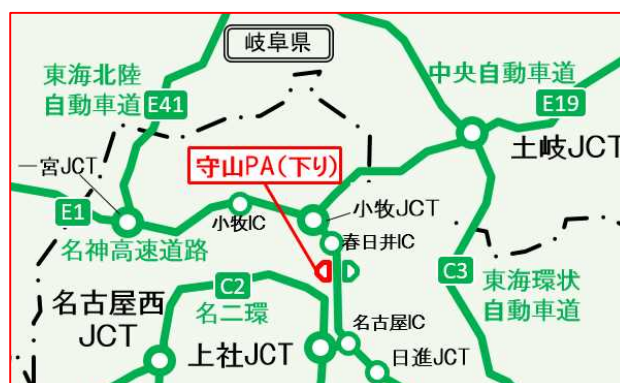 岐阜県
東海北陸
自動車道
E41
中央自動車道
E19
土岐JCT
一宮JCT
守山PA(下り)
E1
名神高速道路
小牧IC
小牧JCT
春日井IC
C2
名二環
C3
東海環状
自動車道
名古屋西
JCT
上社JCT
名古屋IC
日進JCT